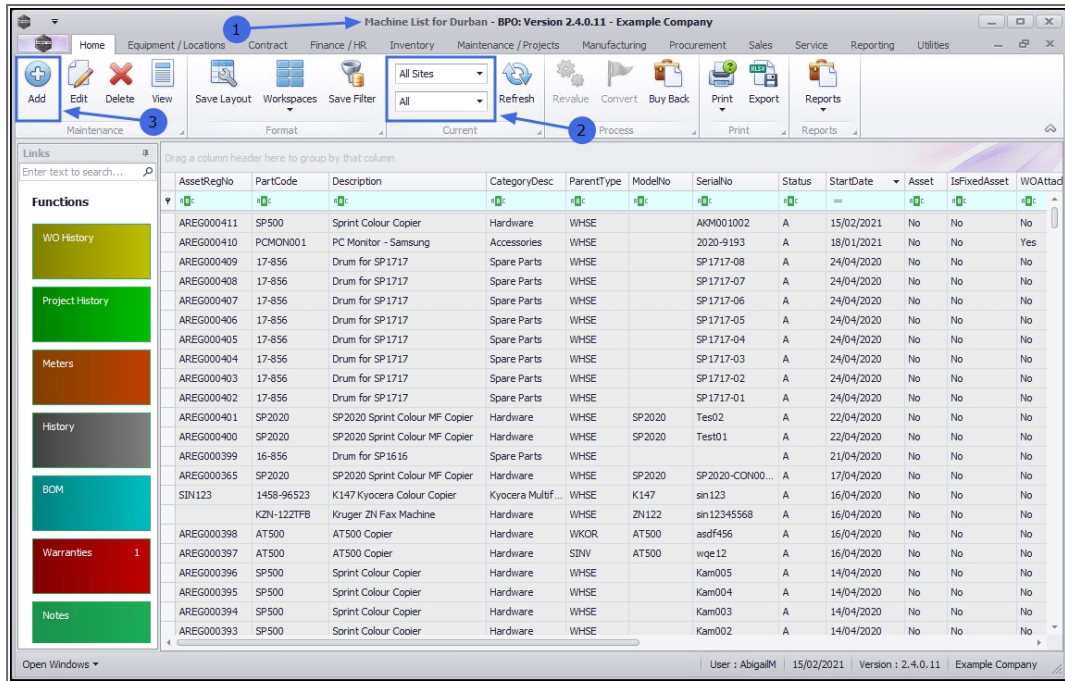 1
Machine List for Durban - BPO: Version 2.4.0.11 - Example Company
Home Equipment / Locations Contract Finance / HR Inventory Maintenance / Projects Manufacturing Procurement Sales Service Reporting Utilities
Add Edit Delete View Save Layout Workspaces Save Filter All Sites All Refresh Revalue Convert Buy Back Print Export Reports
3
2
Maintenance Format Current Process Print Reports
Links
Enter text to search...
Functions
WO History
Project History
Meters
History
BOM
Warranties 1
Notes
Drag a column header here to group by that column
AssetRegNo PartCode Description CategoryDesc ParentType ModelNo SerialNo Status StartDate Asset IsFixedAsset WOAttacl
AREG000411 SP500 Sprint Colour Copier Hardware WHSE AKM001002 A 15/02/2021 No No No
AREG000410 PCMON001 PC Monitor - Samsung Accessories WHSE 2020-9193 A 18/01/2021 No No Yes
AREG000409 17-856 Drum for SP1717 Spare Parts WHSE SP1717-08 A 24/04/2020 No No No
AREG000408 17-856 Drum for SP1717 Spare Parts WHSE SP1717-07 A 24/04/2020 No No No
AREG000407 17-856 Drum for SP1717 Spare Parts WHSE SP1717-06 A 24/04/2020 No No No
AREG000406 17-856 Drum for SP1717 Spare Parts WHSE SP1717-05 A 24/04/2020 No No No
AREG000405 17-856 Drum for SP1717 Spare Parts WHSE SP1717-04 A 24/04/2020 No No No
AREG000404 17-856 Drum for SP1717 Spare Parts WHSE SP1717-03 A 24/04/2020 No No No
AREG000403 17-856 Drum for SP1717 Spare Parts WHSE SP1717-02 A 24/04/2020 No No No
AREG000402 17-856 Drum for SP1717 Spare Parts WHSE SP1717-01 A 24/04/2020 No No No
AREG000401 SP2020 SP2020 Sprint Colour MF Copier Hardware WHSE SP2020 Tes02 A 22/04/2020 No No No
AREG000400 SP2020 SP2020 Sprint Colour MF Copier Hardware WHSE SP2020 Test01 A 22/04/2020 No No No
AREG000399 16-856 Drum for SP1616 Spare Parts WHSE A 21/04/2020 No No No
AREG000365 SP2020 SP2020 Sprint Colour MF Copier Hardware WHSE SP2020 SP2020-CON00... A 17/04/2020 No No No
SIN123 1458-96523 K147 Kyocera Colour Copier Kyocera Multif... WHSE K147 sin123 A 16/04/2020 No No No
KZN-122TFB Kruger ZN Fax Machine Hardware WHSE ZN122 sin12345568 A 16/04/2020 No No No
AREG000398 AT500 AT500 Copier Hardware WKOR AT500 asdf456 A 16/04/2020 No No No
AREG000397 AT500 AT500 Copier Hardware SINV AT500 wqe12 A 16/04/2020 No No No
AREG000396 SP500 Sprint Colour Copier Hardware WHSE Kam005 A 14/04/2020 No No No
AREG000395 SP500 Sprint Colour Copier Hardware WHSE Kam004 A 14/04/2020 No No No
AREG000394 SP500 Sprint Colour Copier Hardware WHSE Kam003 A 14/04/2020 No No No
AREG000393 SP500 Sprint Colour Copier Hardware WHSE Kam002 A 14/04/2020 No No No
Open Windows User : AbigailM 15/02/2021 Version : 2.4.0.11 Example Company